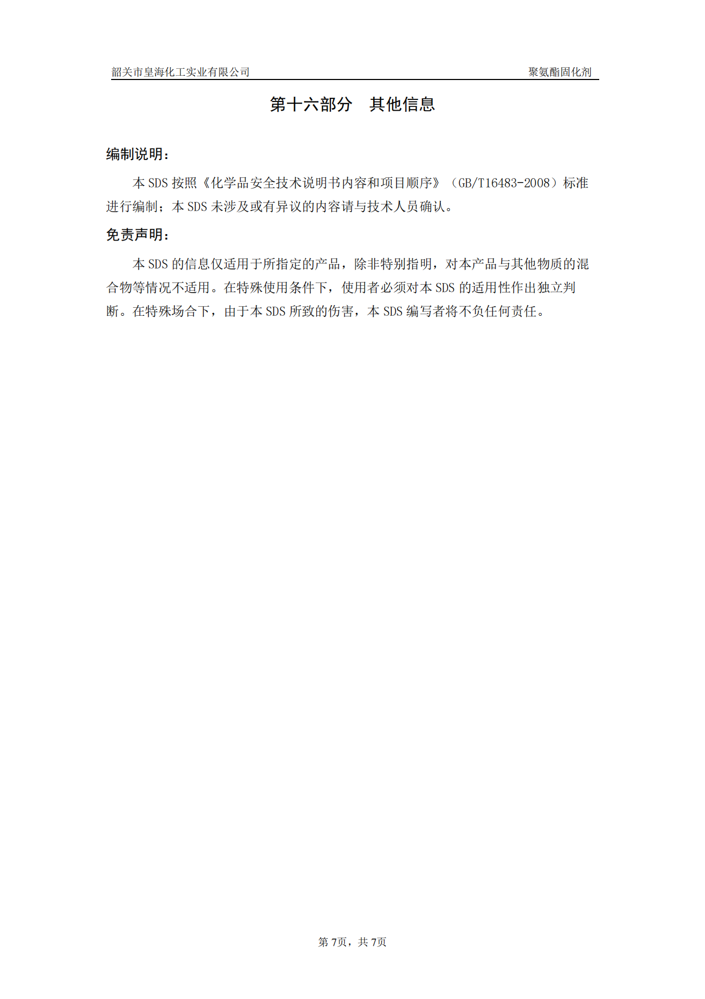 韶关市皇海化工实业有限公司 聚氨酯固化剂
第十六部分 其他信息
编制说明：
本 SDS 按照《化学品安全技术说明书内容和项目顺序》（GB/T16483-2008）标准
进行编制；本 SDS 未涉及或有异议的内容请与技术人员确认。
免责声明：
本 SDS 的信息仅适用于所指定的产品，除非特别指明，对本产品与其他物质的混
合物等情况不适用。在特殊使用条件下，使用者必须对本 SDS 的适用性作出独立判
断。在特殊场合下，由于本 SDS 所致的伤害，本 SDS 编写者将不负任何责任。
第 7页，共 7页